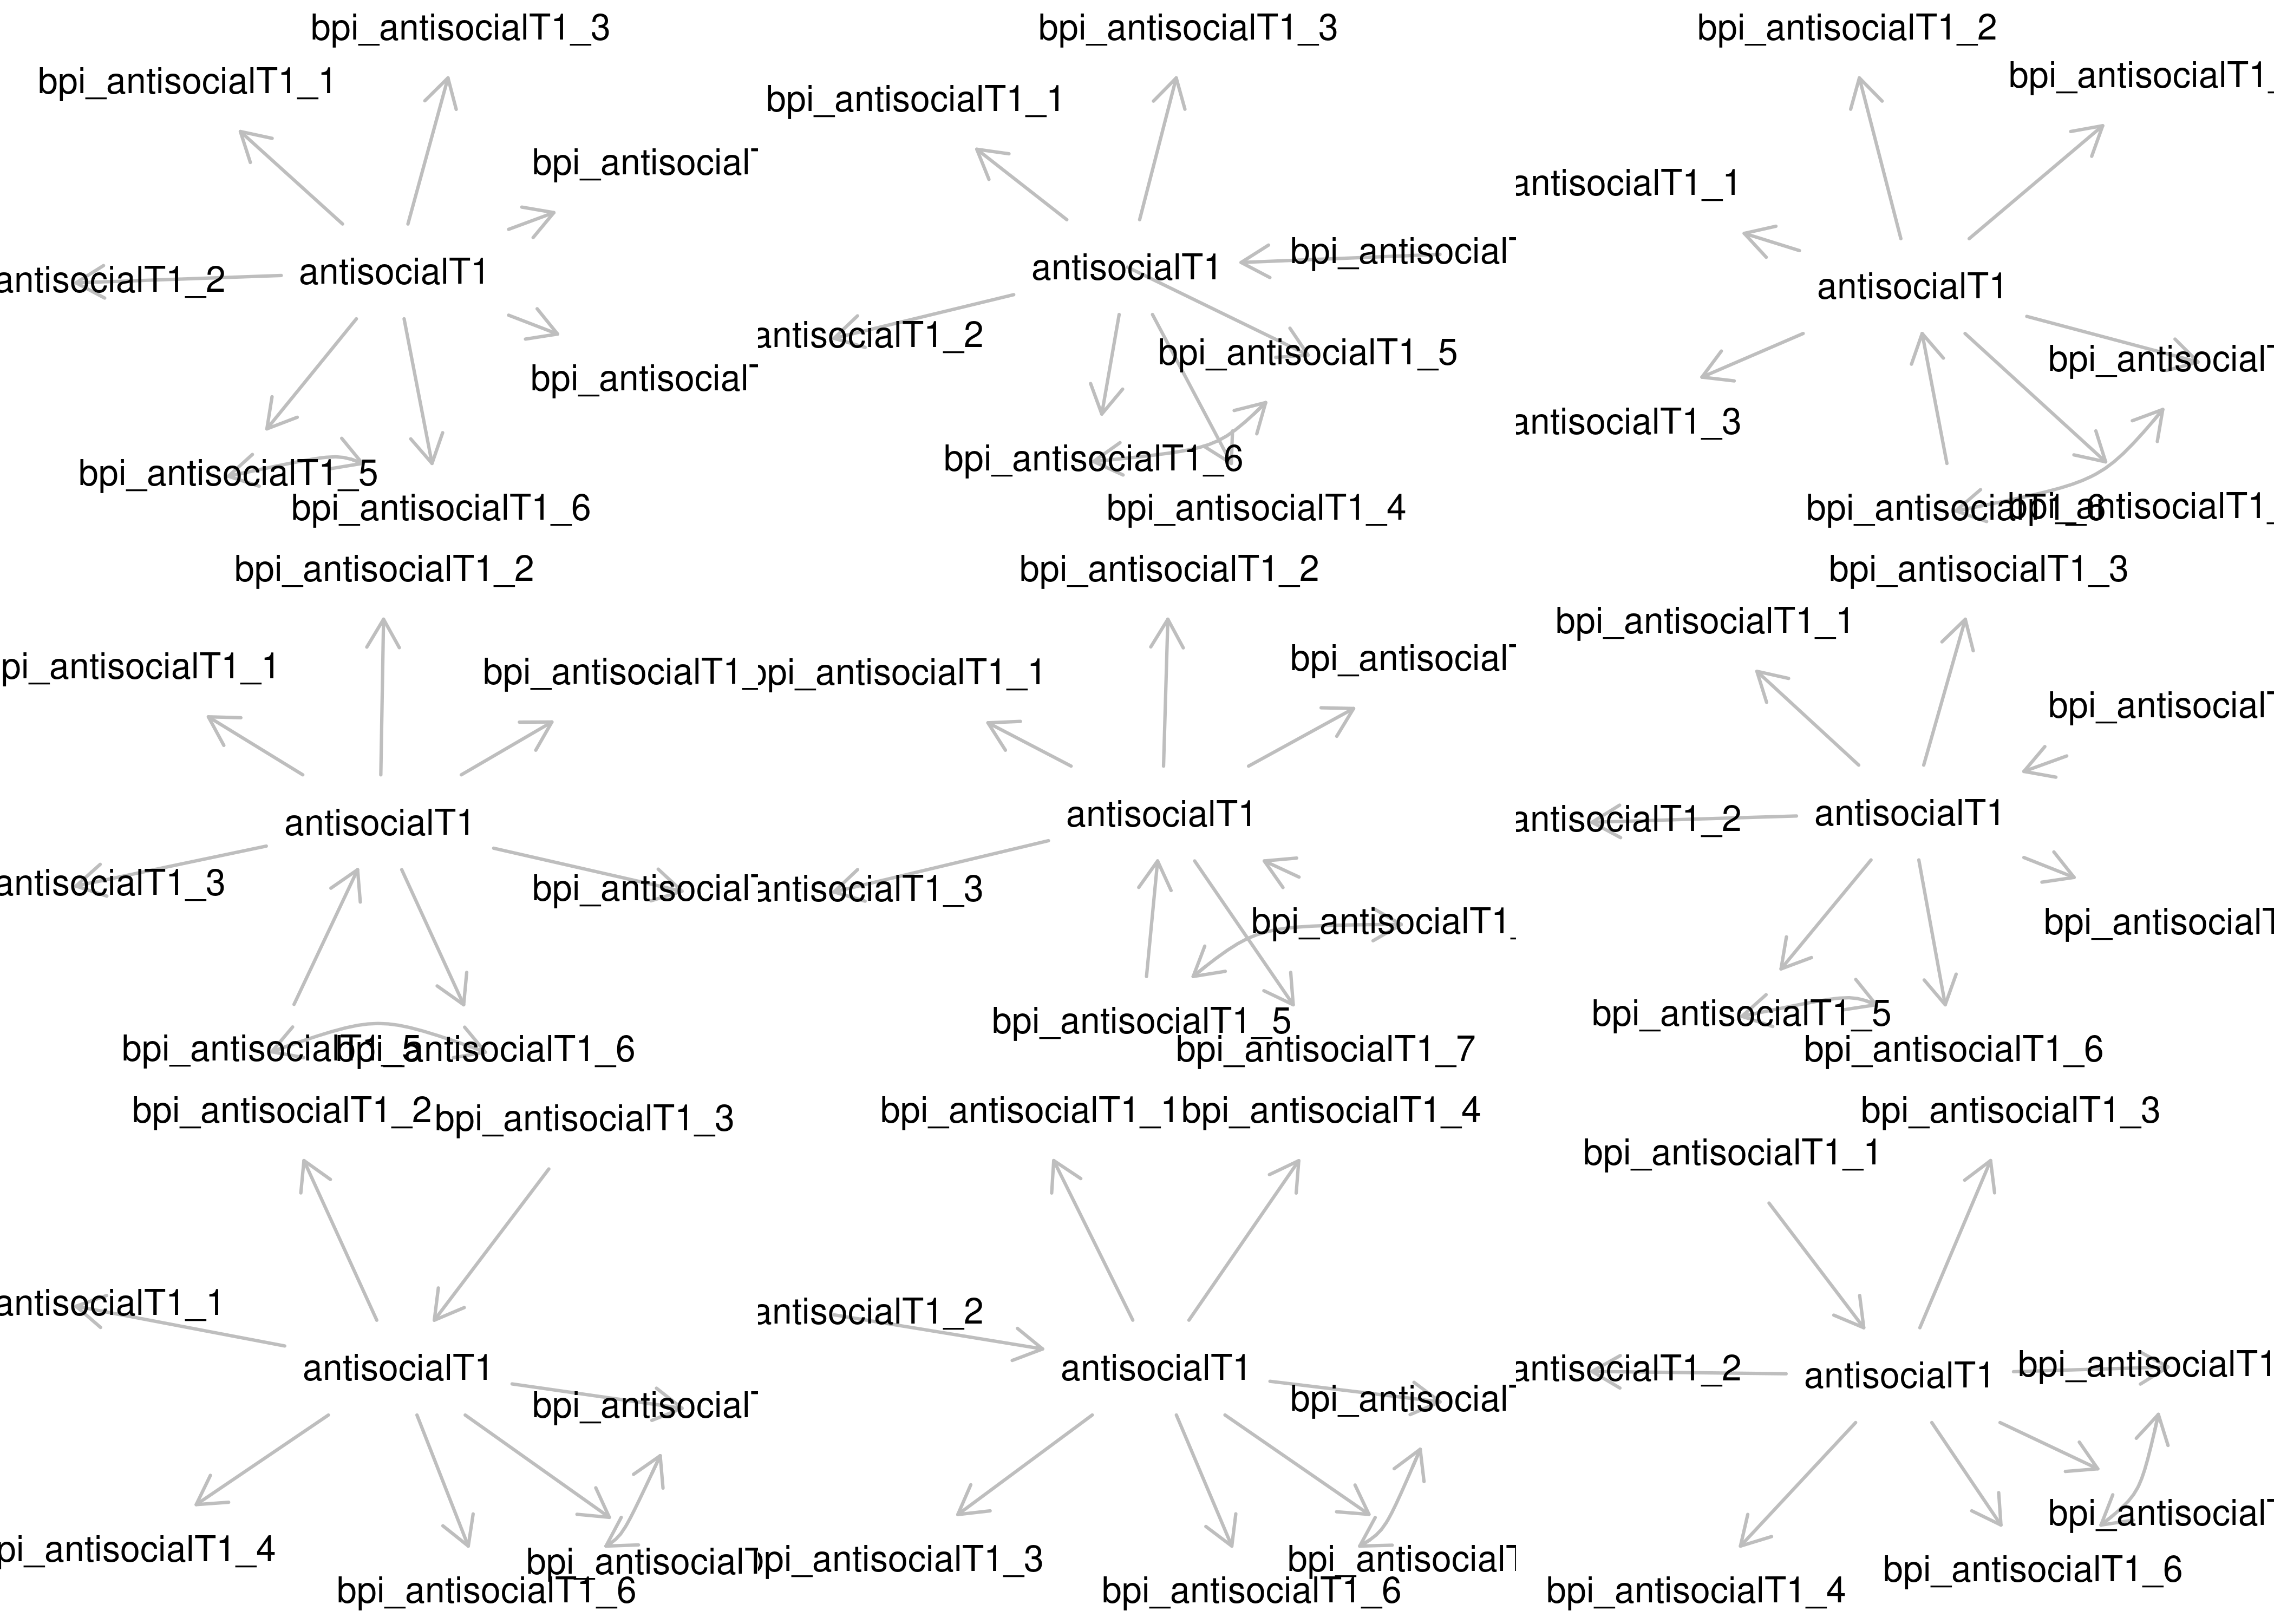 bpi_antisocialT1_3
bpi_antisocialT1_3
bpi_antisocialT1_2
bpi_antisocialT1_1
bpi_antisocialT1_
bpi_antisocialT1_1
bpi_antisocial
antisocialT1_1
antisocialT1_2
antisocialT1
antisocialT1
bpi_antisocial
antisocialT1
antisocialT1_2
bpi_antisocialT1_5
bpi_antisocial
bpi_antisocial
antisocialT1_3
bpi_antisocialT1_5
bpi_antisocialT1_6
bpi_antisocialT1_6
bpi_antisocialT1_4
bpi_antisocialT1_6
bpi_antisocialT1_
bpi_antisocialT1_2
bpi_antisocialT1_2
bpi_antisocialT1_3
bpi_antisocialT1_1
pi_antisocialT1_1
bpi_antisocialT1_
pi_antisocialT1_1
bpi_antisocial
bpi_antisocial
antisocialT1
antisocialT1
antisocialT1
antisocialT1_2
antisocialT1_3
bpi_antisocial
antisocialT1_3
bpi_antisocialT1_
bpi_antisocial
bpi_antisocialT1_5
bpi_antisocialT1_5
bpi_antisocialT1_5
bpi_antisocialT1_6
bpi_antisocialT1_7
bpi_antisocialT1_6
bpi_antisocialT1_2
bpi_antisocialT1_3
bpi_antisocialT1_1
bpi_antisocialT1_4
bpi_antisocialT1_3
bpi_antisocialT1_1
antisocialT1_1
antisocialT1_2
antisocialT1
antisocialT1
antisocialT1_2
antisocialT1
bpi_antisocialT1
bpi_antisocial
bpi_antisocial
bpi_antisocial
pi_antisocialT1_4
bpi_antisocial
pi_antisocialT1_3
bpi_antisocial
bpi_antisocialT1_6
bpi_antisocialT1_6
bpi_antisocialT1_6
bpi_antisocialT1_4